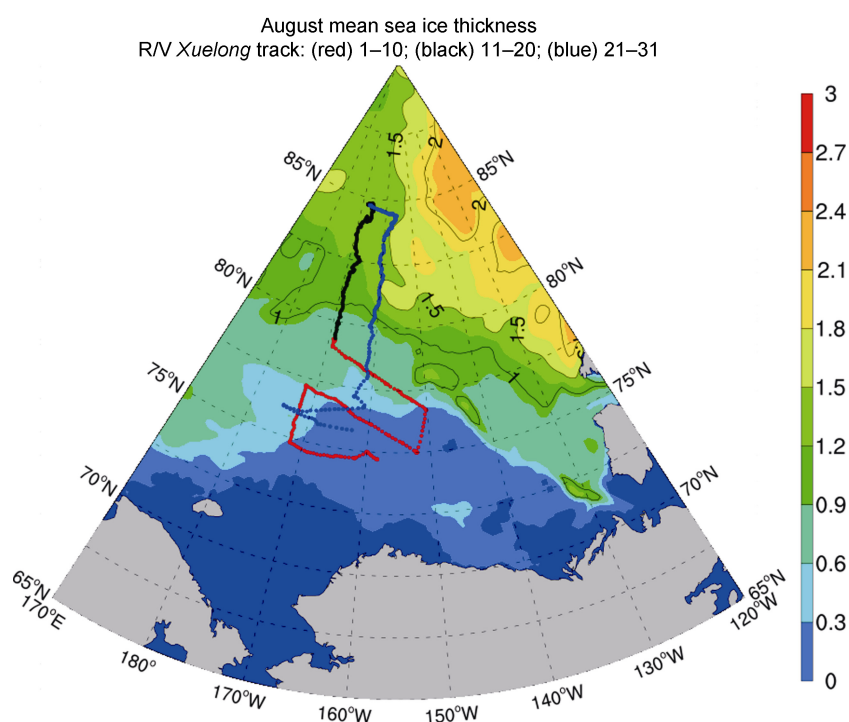 August mean sea ice thickness
R/V Xuelong track: (red) 1–10; (black) 11–20; (blue) 21–31
3
2.7
2.4
2.1
1.8
1.5
1.2
0.9
0.6
0.3
0
85°N
80°N
75°N
70°N
65°N
170°E
180°
170°W
160°W
150°W
140°W
130°W
120°W
65°N
70°N
75°N
80°N
85°N
1.5
2
2
1.5
1.5
1
1